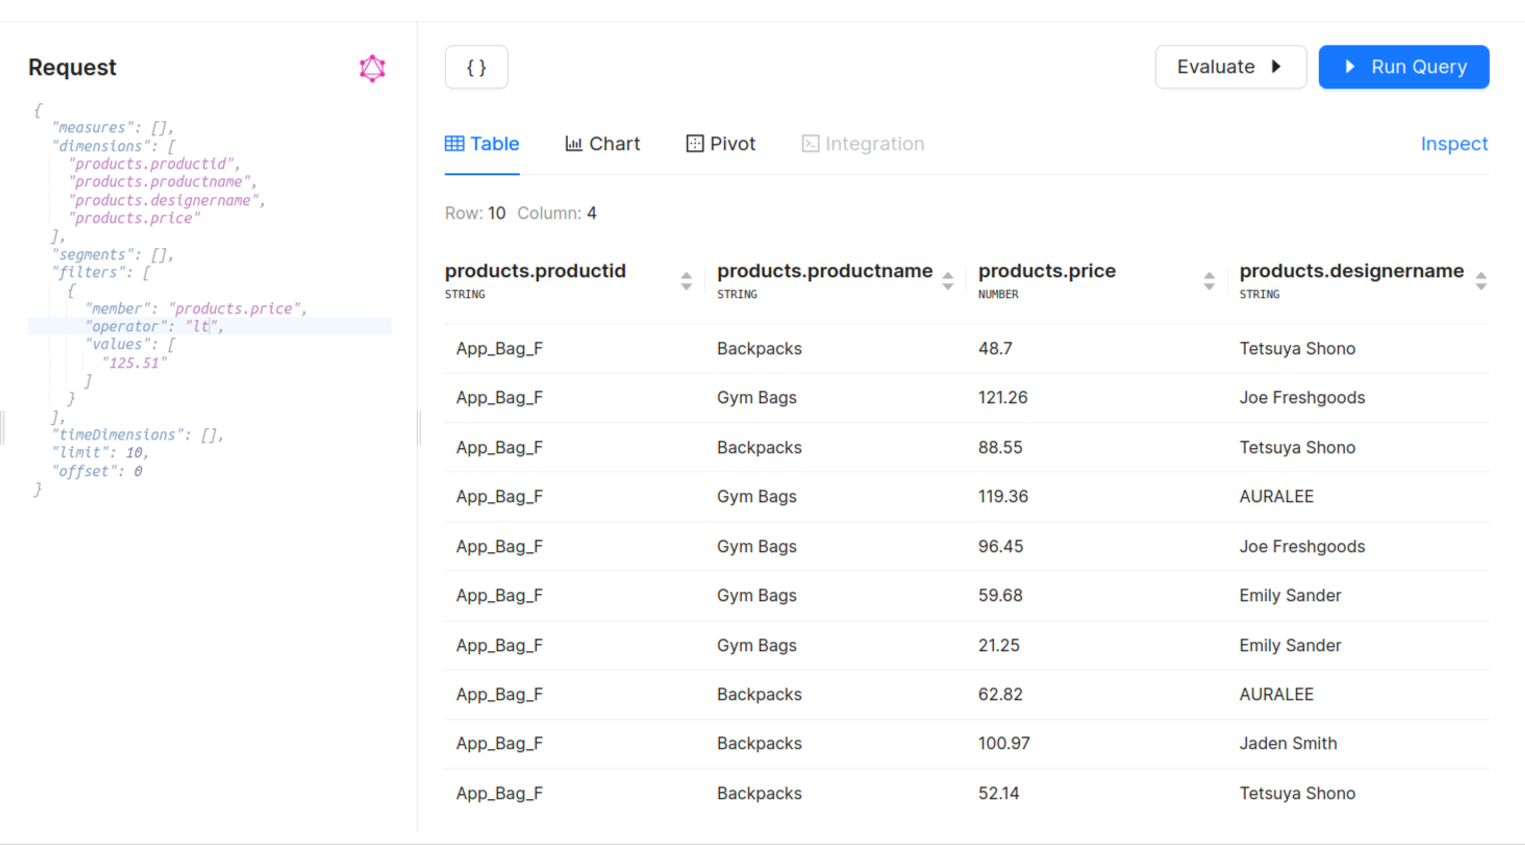 Request
{
"measures": [],
"dimensions": [
"products.productid",
"products.productname",
"products.designername",
"products.price"
],
"segments": [],
"filters": [
{
"member": "products.price",
"operator": "lt",
"values": [
"125.51"
]
}
],
"timeDimensions": [],
"limit": 10,
"offset": 0
}
{ } Evaluate Run Query
Table Chart Pivot Integration Inspect
Row: 10 Column: 4
products.productid products.productname products.price products.designername
STRING STRING NUMBER STRING
App_Bag_F Backpacks 48.7 Tetsuya Shono
App_Bag_F Gym Bags 121.26 Joe Freshgoods
App_Bag_F Backpacks 88.55 Tetsuya Shono
App_Bag_F Gym Bags 119.36 AURALEE
App_Bag_F Gym Bags 96.45 Joe Freshgoods
App_Bag_F Gym Bags 59.68 Emily Sander
App_Bag_F Gym Bags 21.25 Emily Sander
App_Bag_F Backpacks 62.82 AURALEE
App_Bag_F Backpacks 100.97 Jaden Smith
App_Bag_F Backpacks 52.14 Tetsuya Shono